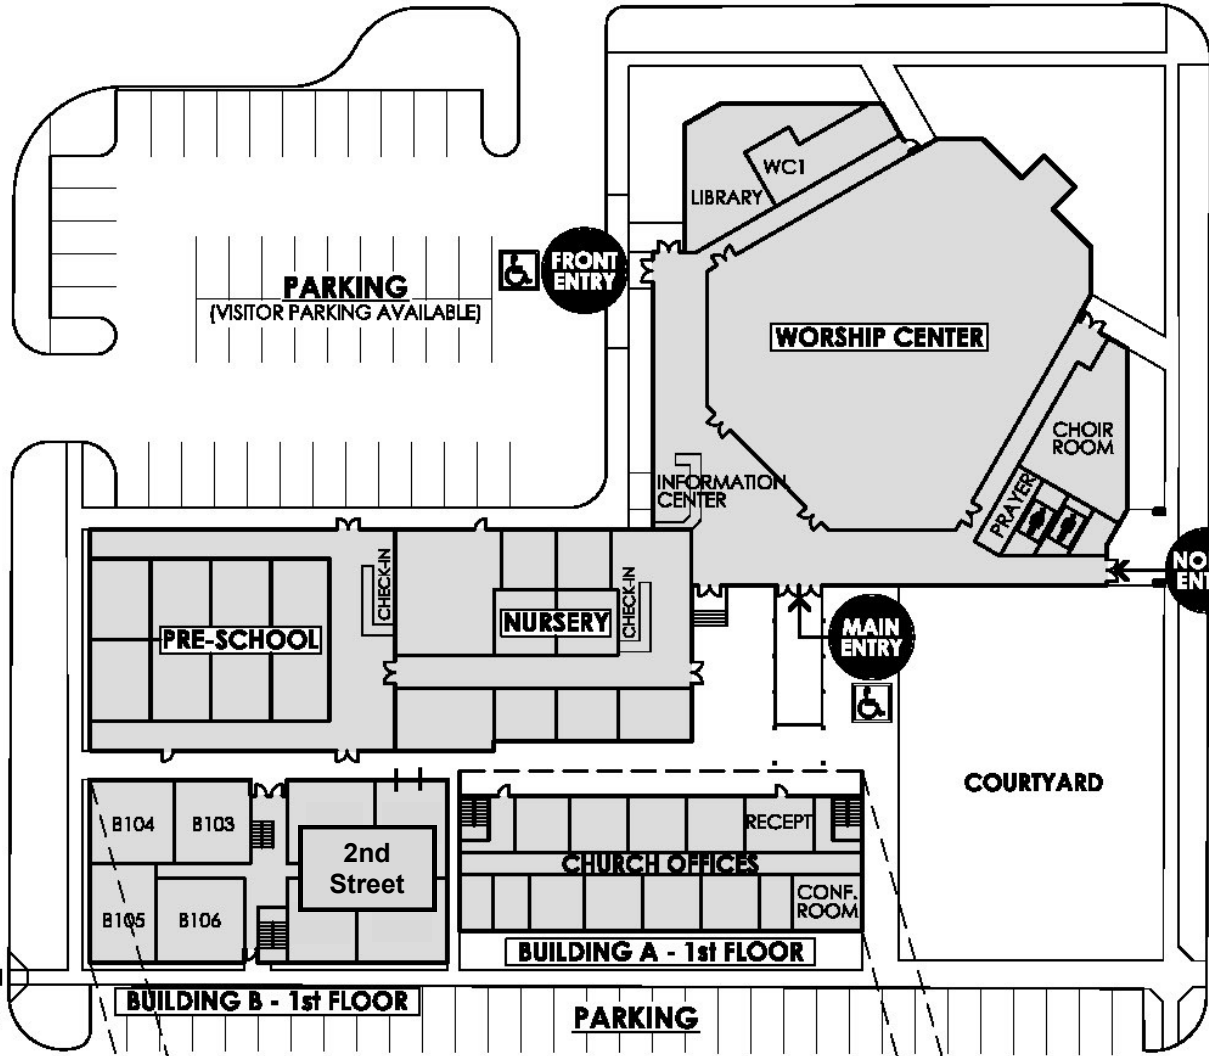 WC1
LIBRARY
FRONT
ENTRY
PARKING
(VISITOR PARKING AVAILABLE)
WORSHIP CENTER
CHOIR
ROOM
INFORMATION
CENTER
PRAYER
NO
ENT
CHECK-IN
CHECK-IN
PRE-SCHOOL
NURSERY
MAIN
ENTRY
COURTYARD
B104
B103
RECEPT
2nd
Street
CHURCH OFFICES
B105
B106
CONF.
ROOM
BUILDING A - 1st FLOOR
BUILDING B - 1st FLOOR
PARKING